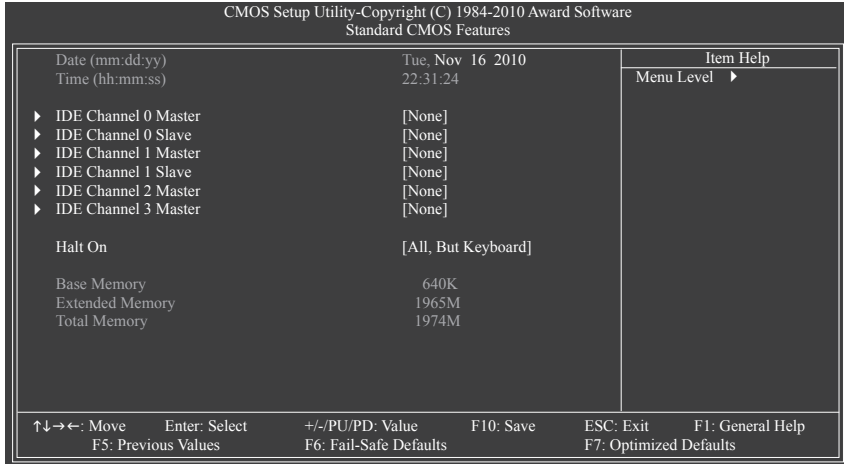 CMOS Setup Utility-Copyright (C) 1984-2010 Award Software
Standard CMOS Features
Date (mm:dd:yy) Tue, Nov 16 2010
Time (hh:mm:ss) 22:31:24
IDE Channel 0 Master [None]
IDE Channel 0 Slave [None]
IDE Channel 1 Master [None]
IDE Channel 1 Slave [None]
IDE Channel 2 Master [None]
IDE Channel 3 Master [None]
Halt On [All, But Keyboard]
Base Memory 640K
Extended Memory 1965M
Total Memory 1974M
Item Help
Menu Level
↑↓→←: Move Enter: Select +/-/PU/PD: Value F10: Save ESC: Exit F1: General Help
F5: Previous Values F6: Fail-Safe Defaults F7: Optimized Defaults